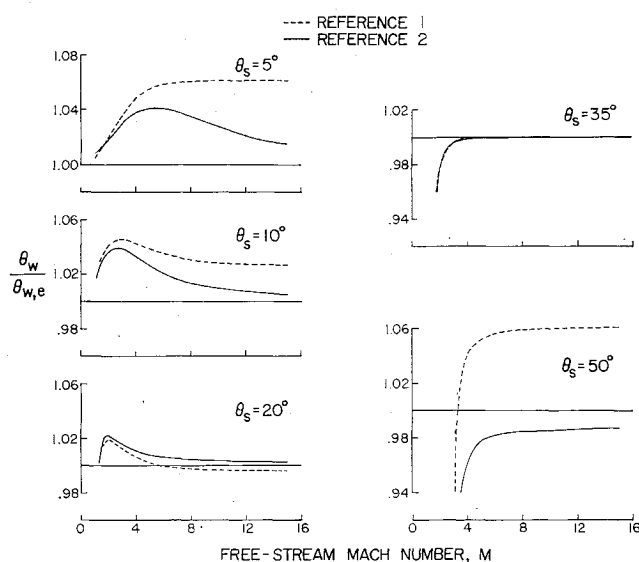 REFERENCE 1
REFERENCE 2
θs=5°
1.08
1.04
1.00
θs=10°
1.06
1.02
.98
θw
θw,e
θs=20°
1.06
1.02
.98
0 4 8 12 16
θs=35°
1.02
.98
.94
θs=50°
1.06
1.02
.98
.94
0 4 8 12 16
FREE-STREAM MACH NUMBER, M